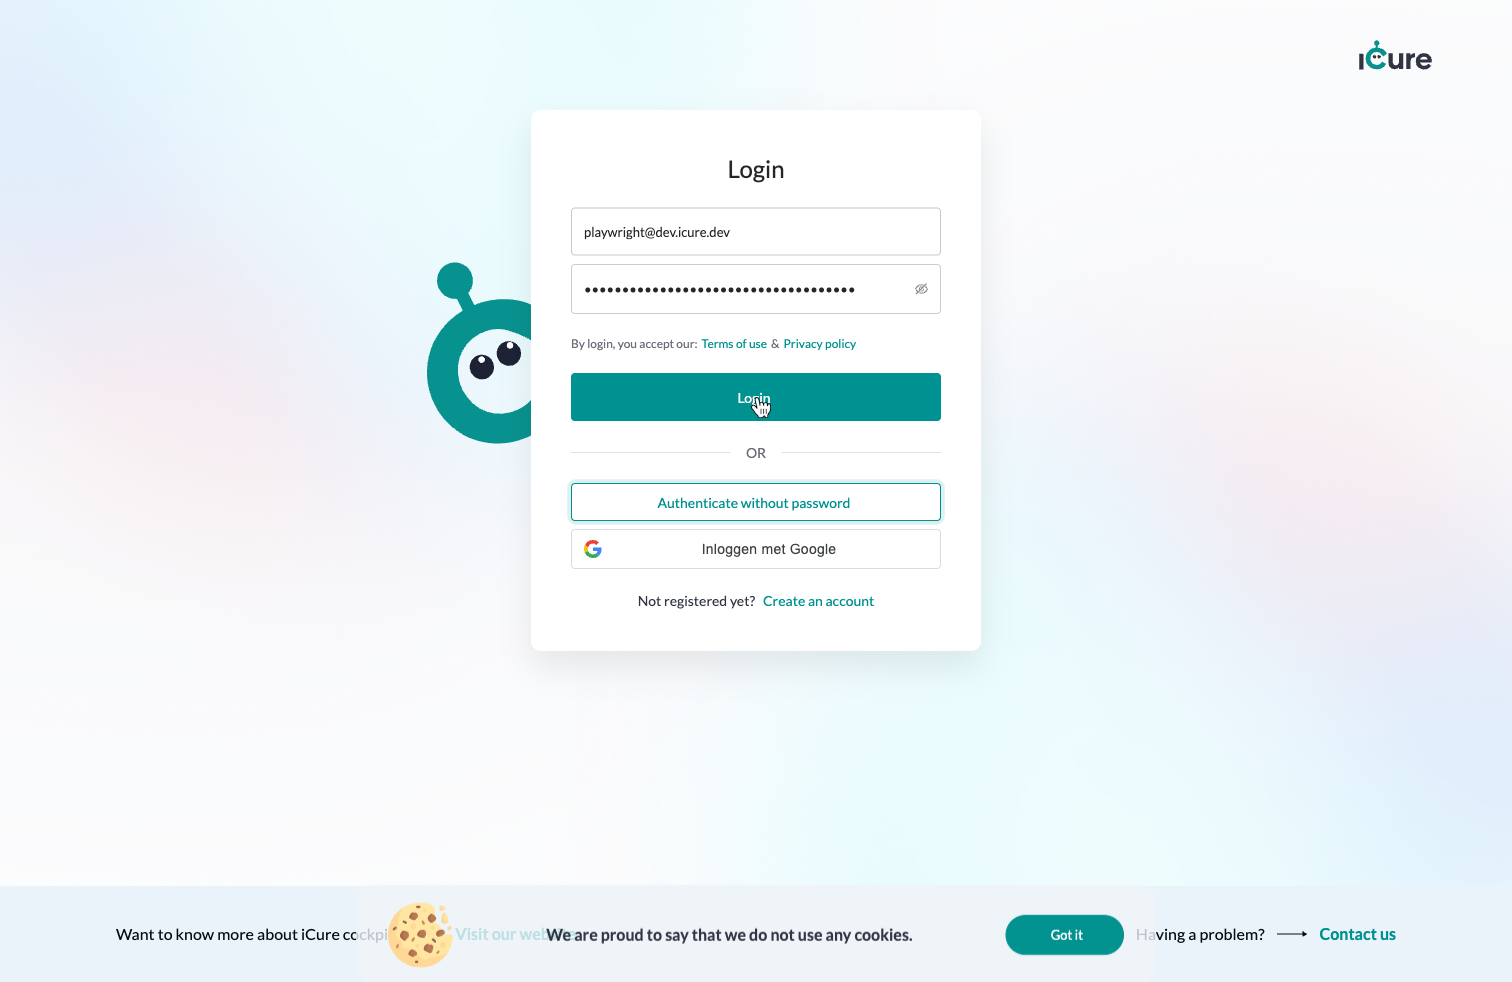 iCure
Login
playwright@dev.icure.dev
By login, you accept our: Terms of use & Privacy policy
Login
OR
Authenticate without password
Inloggen met Google
Not registered yet? Create an account
Want to know more about iCure cockpi
Visit our web
We are proud to say that we do not use any cookies.
Got it
Having a problem?
Contact us